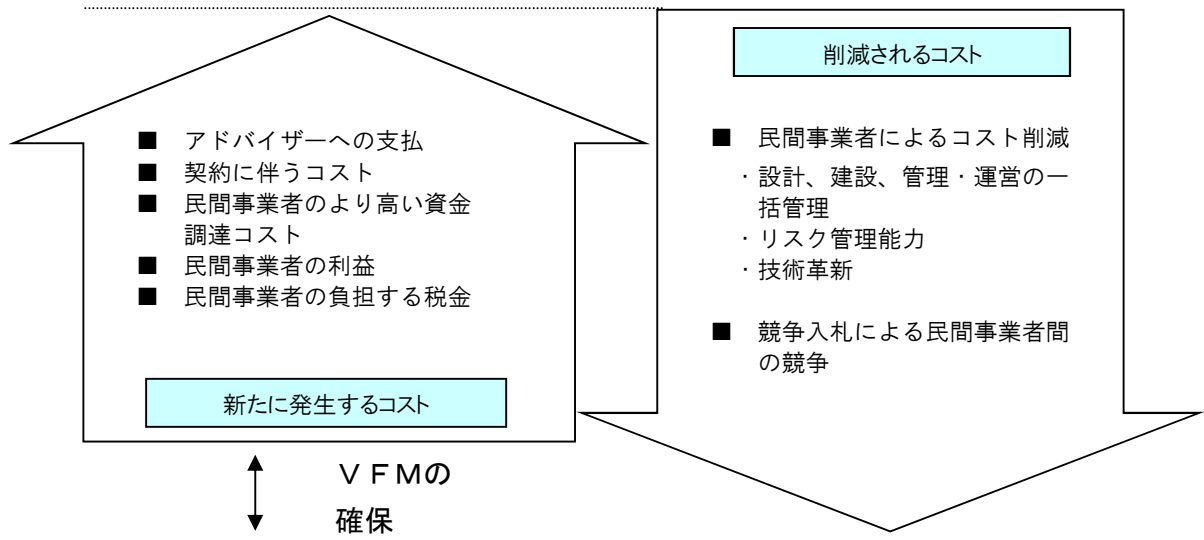 ■ アドバイザーへの支払
■ 契約に伴うコスト
■ 民間事業者のより高い資金
調達コスト
■ 民間事業者の利益
■ 民間事業者の負担する税金
新たに発生するコスト
ＶＦＭの
確保
削減されるコスト
■ 民間事業者によるコスト削減
・設計、建設、管理・運営の一
括管理
・リスク管理能力
・技術革新
■ 競争入札による民間事業者間
の競争